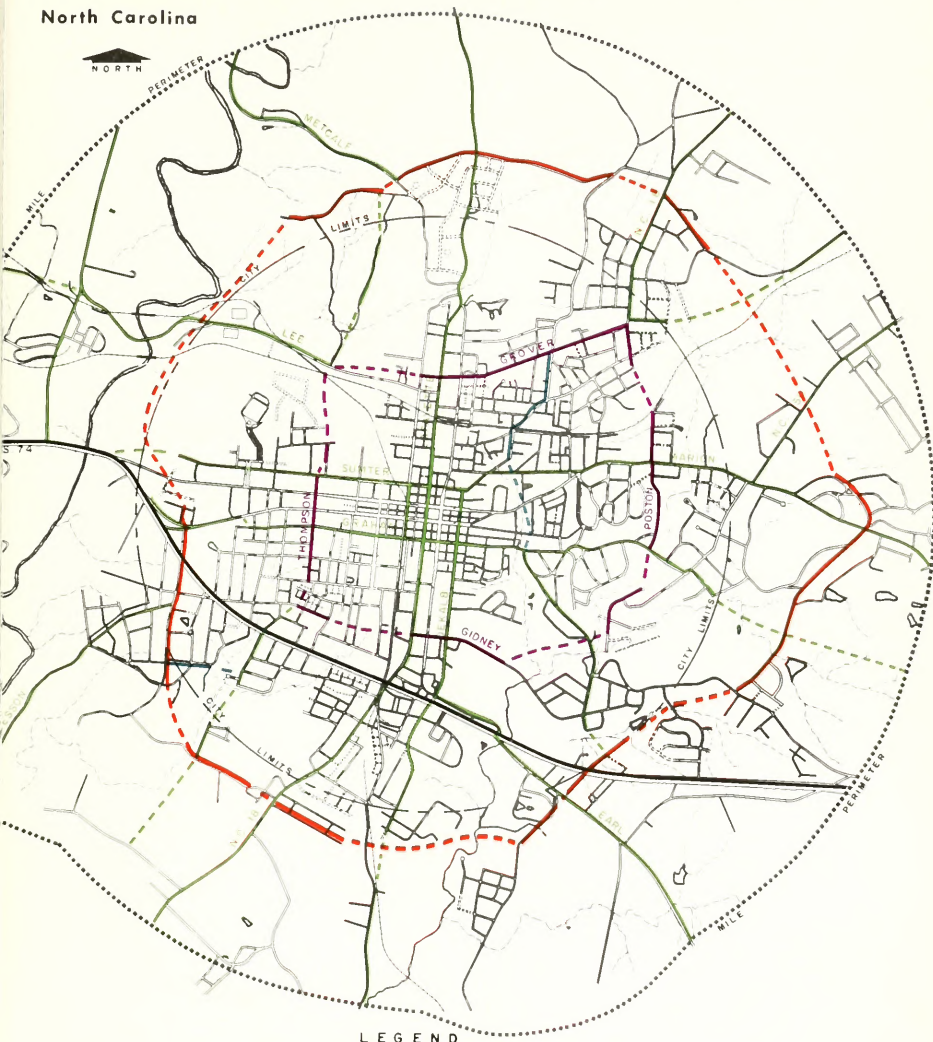 North Carolina
NORTH
PERIMETER
METCALF
MILE
LIMITS
CITY
LEE
GROVER
S 74
SUMTER
MARION
THOMPSON
GRAHAM
POSTON
DEKALB
GIDNEY
CITY LIMITS
CITY
LIMITS
EARL
PERIMETER
MILE
LEGEND